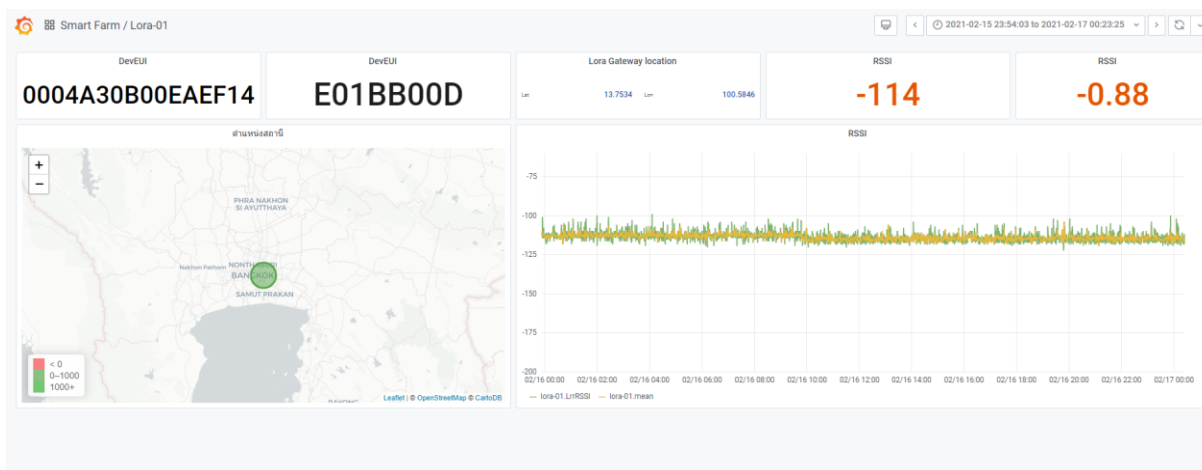 Smart Farm / Lora-01
2021-02-15 23:54:03 to 2021-02-17 00:23:25
DevEUI
0004A30B00EAEF14
DevEUI
E01BB00D
Lora Gateway location
Lat 13.7534 Lon 100.5846
RSSI
-114
RSSI
-0.88
ตำแหน่งสถานี
+
−
PHRA NAKHON
SI AYUTTHAYA
Nakhon Pathom
BANGKOK
SAMUT PRAKAN
< 0
0–1000
1000+
Leaflet | © OpenStreetMap © CartoDB
RSSI
-75
-100
-125
-150
-175
-200
02/16 00:00 02/16 02:00 02/16 04:00 02/16 06:00 02/16 08:00 02/16 10:00 02/16 12:00 02/16 14:00 02/16 16:00 02/16 18:00 02/16 20:00 02/16 22:00 02/17 00:00
lora-01.LrrRSSI lora-01.mean